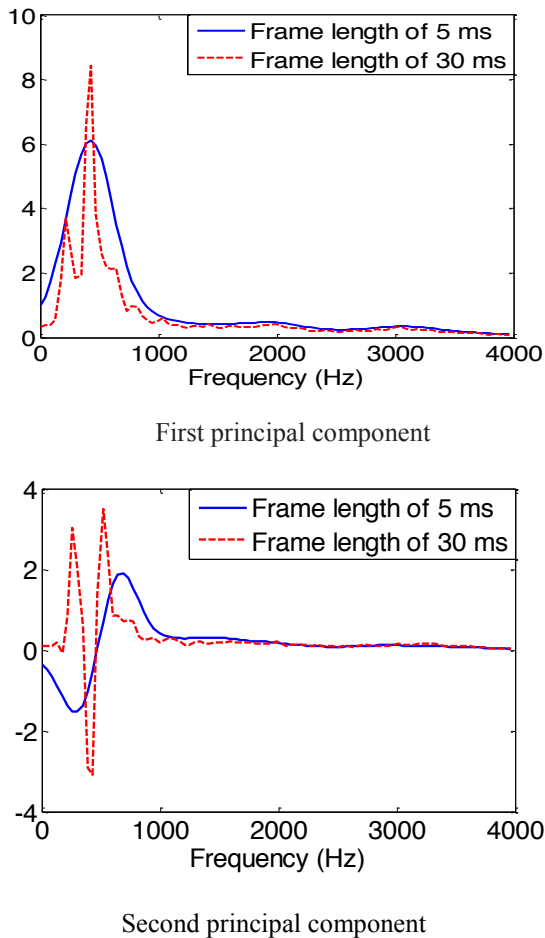 10
8
6
4
2
0
Frame length of 5 ms
Frame length of 30 ms
0 1000 2000 3000 4000
Frequency (Hz)
First principal component
4
2
0
-2
-4
Frame length of 5 ms
Frame length of 30 ms
0 1000 2000 3000 4000
Frequency (Hz)
Second principal component